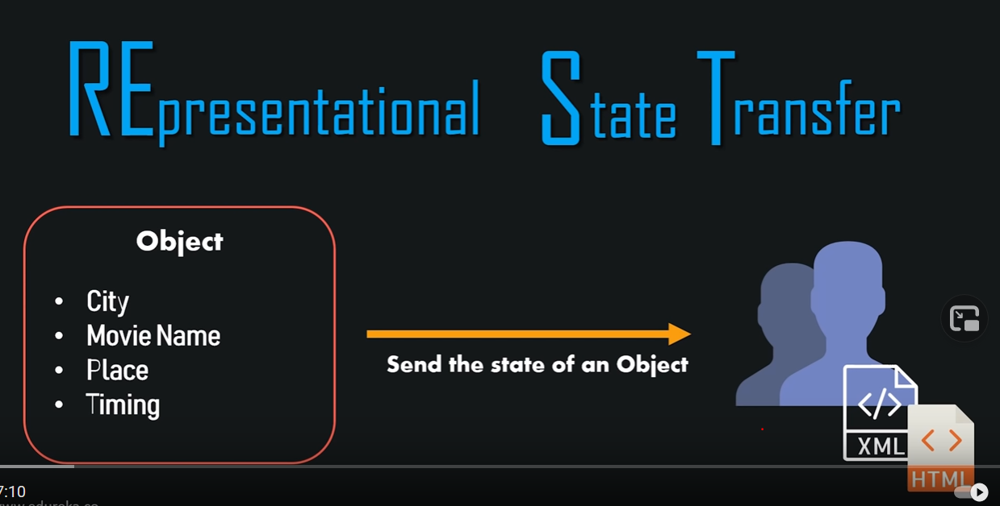 REpresentational State Transfer
Object
• City
• Movie Name
• Place
• Timing
Send the state of an Object
</>
XML
< >
HTML
7:10